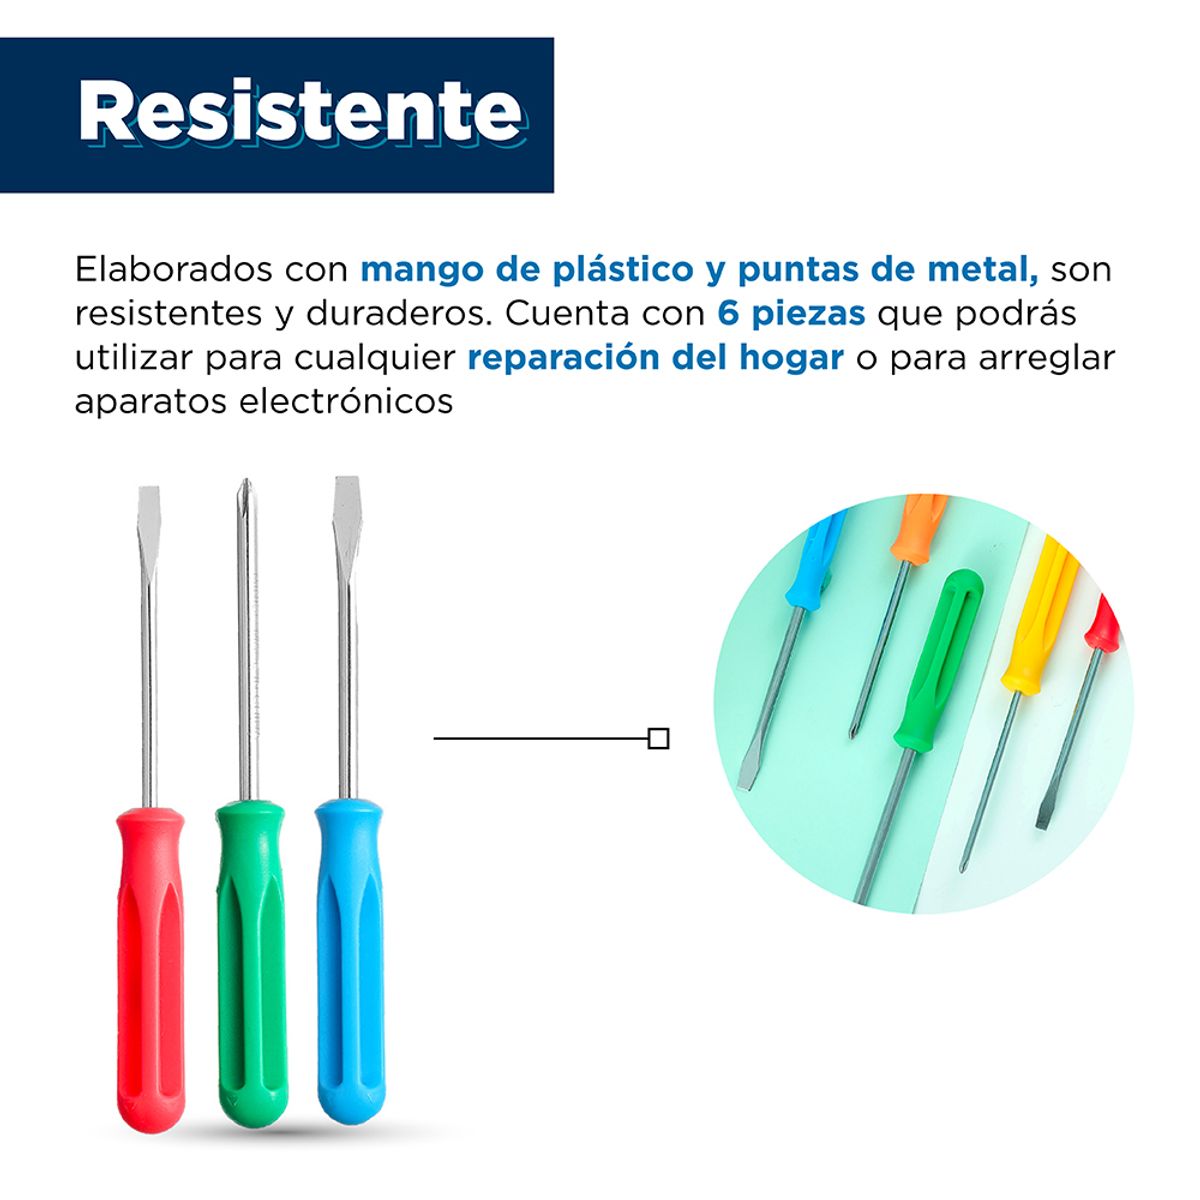 Resistente
Elaborados con mango de plástico y puntas de metal, son
resistentes y duraderos. Cuenta con 6 piezas que podrás
utilizar para cualquier reparación del hogar o para arreglar
aparatos electrónicos